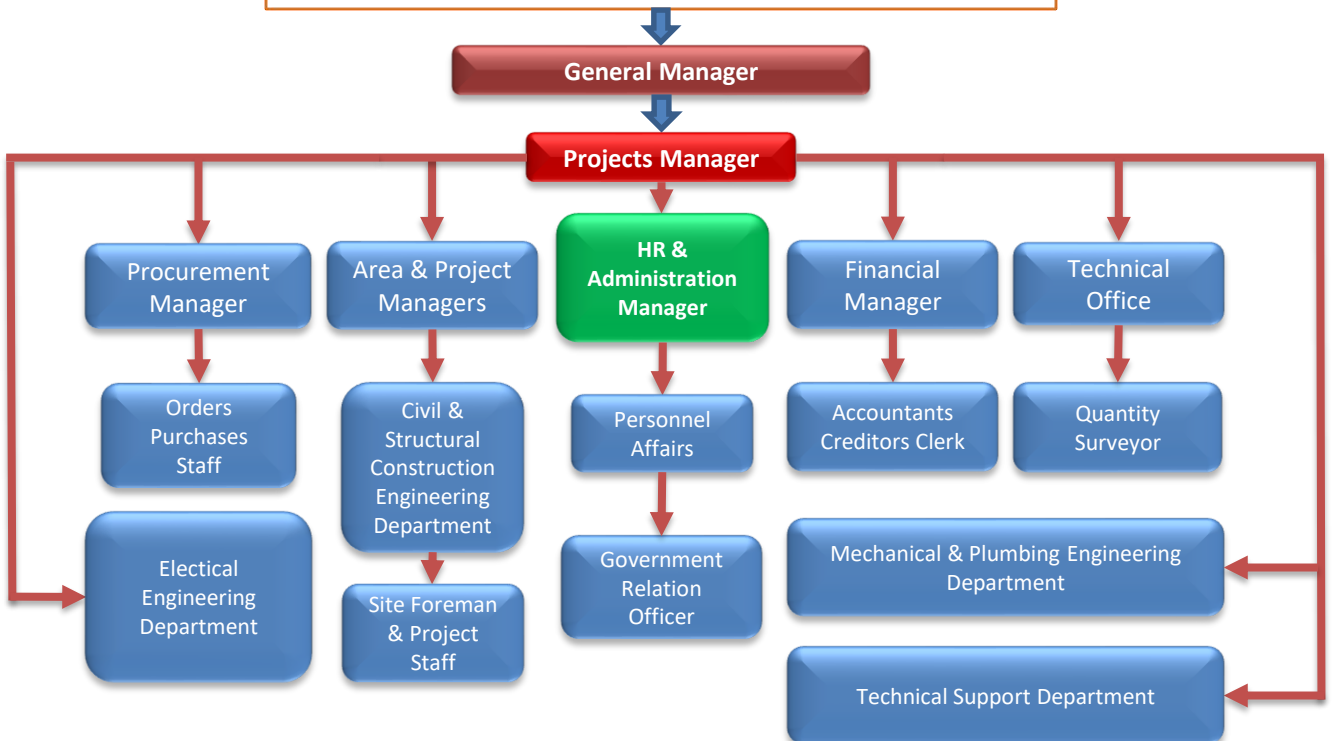 General Manager
Projects Manager
Procurement
Manager
Area & Project
Managers
HR &
Administration
Manager
Financial
Manager
Technical
Office
Orders
Purchases
Staff
Civil &
Structural
Construction
Engineering
Department
Personnel
Affairs
Accountants
Creditors Clerk
Quantity
Surveyor
Electical
Engineering
Department
Site Foreman
& Project
Staff
Government
Relation
Officer
Mechanical & Plumbing Engineering
Department
Technical Support Department